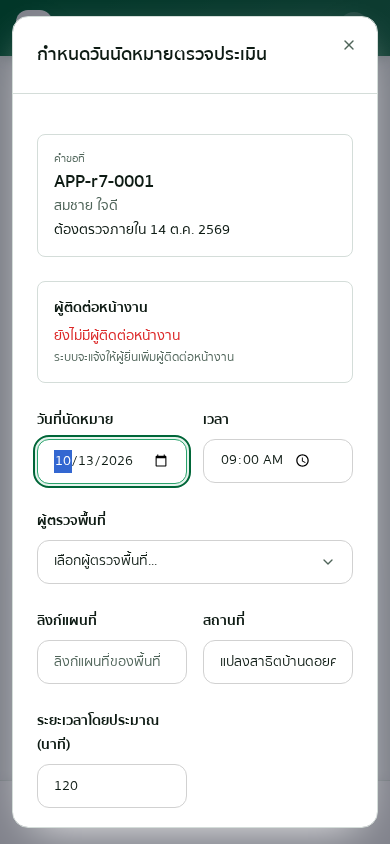 กำหนดวันนัดหมายตรวจประเมิน
คำขอที่
APP-r7-0001
สมชาย ใจดี
ต้องตรวจภายใน 14 ต.ค. 2569
ผู้ติดต่อหน้างาน
ยังไม่มีผู้ติดต่อหน้างาน
ระบบจะแจ้งให้ผู้ยื่นเพิ่มผู้ติดต่อหน้างาน
วันที่นัดหมาย เวลา
10/13/2026 09:00 AM
ผู้ตรวจพื้นที่
เลือกผู้ตรวจพื้นที่...
ลิงก์แผนที่ สถานที่
ลิงก์แผนที่ของพื้นที่ แปลงสาธิตบ้านดอย
ระยะเวลาโดยประมาณ
(นาที)
120